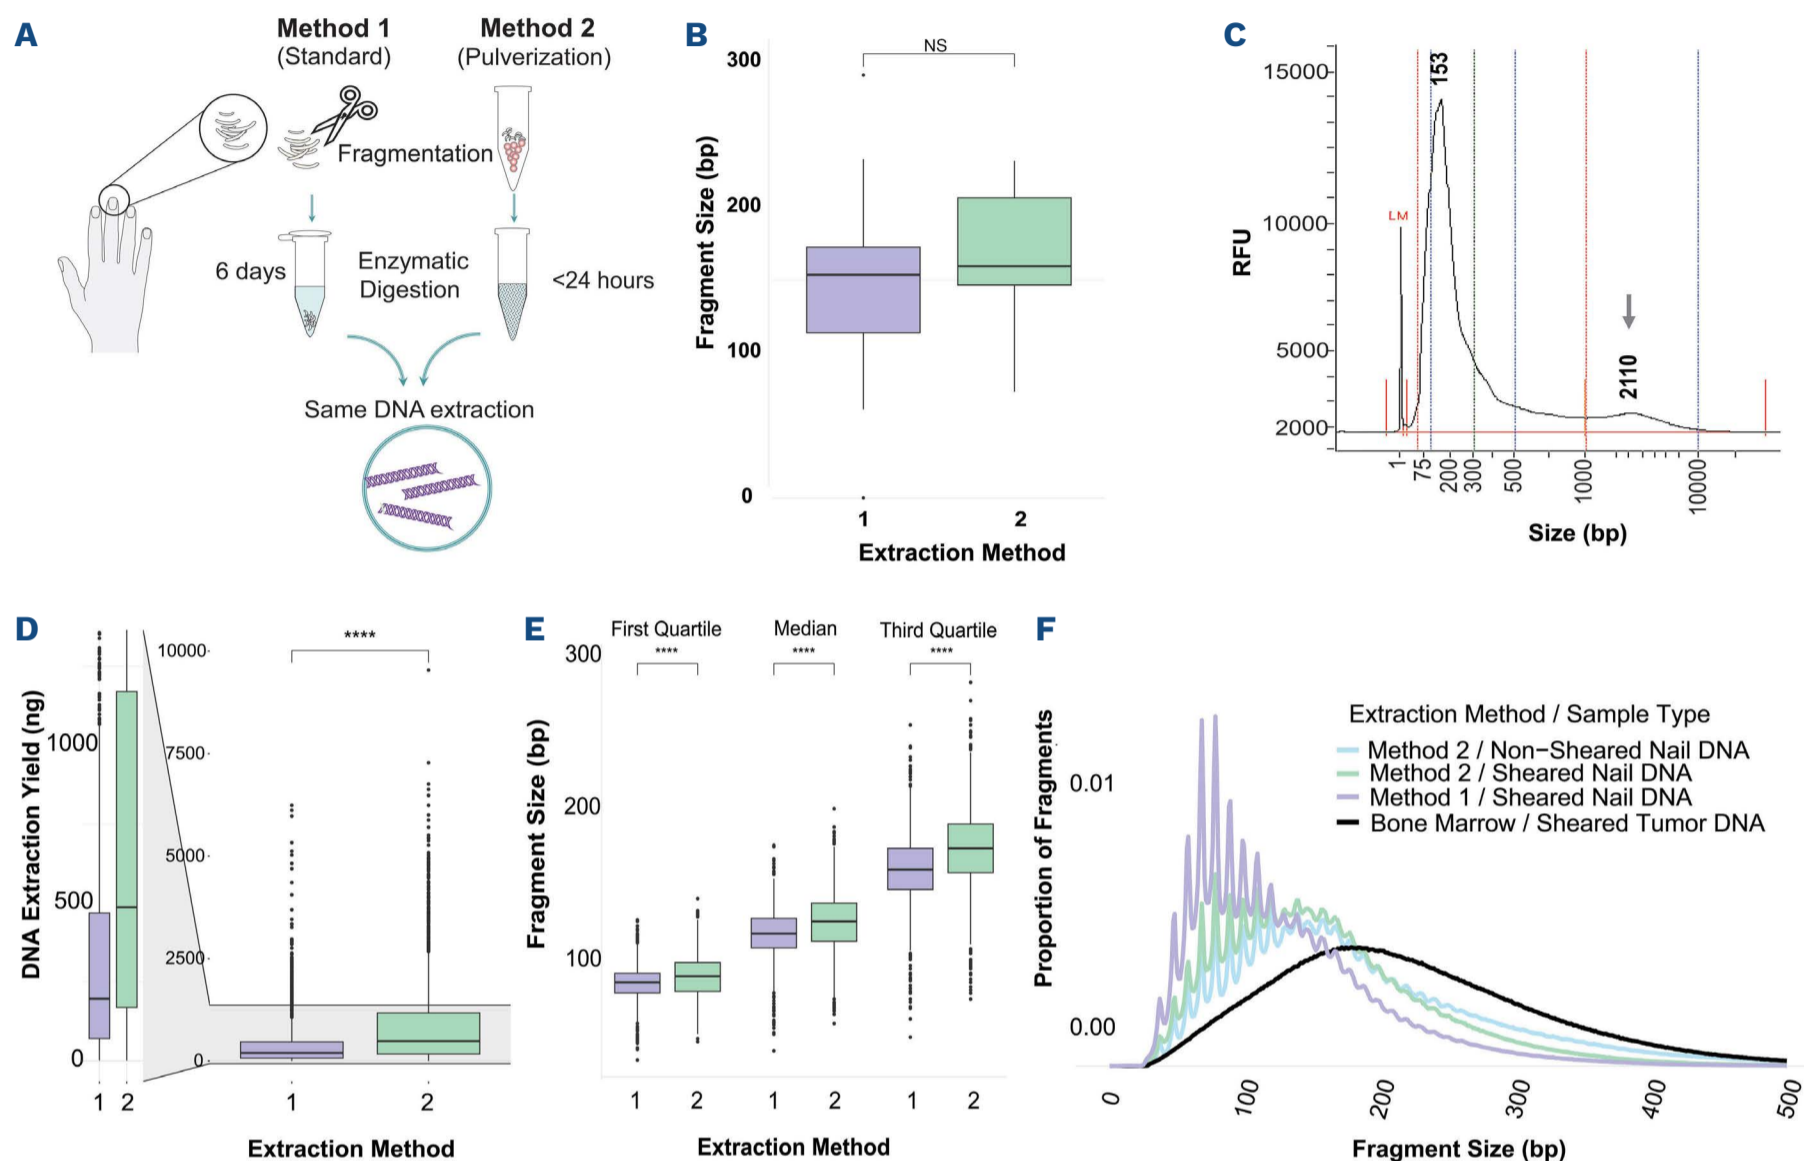 A
Method 1
(Standard)
Method 2
(Pulverization)
Fragmentation
6 days
Enzymatic
Digestion
<24 hours
Same DNA extraction
B
NS
300
200
100
0
Fragment Size (bp)
1
2
Extraction Method
C
15000
10000
5000
2000
RFU
LM
153
2110
1
75
200
300
500
1000
10000
Size (bp)
D
DNA Extraction Yield (ng)
1000
500
0
1 2
****
10000
7500
5000
2500
0
1
2
Extraction Method
E
First Quartile
Median
Third Quartile
****
****
****
300
200
100
Fragment Size (bp)
1 2 1 2 1 2
Extraction Method
F
Proportion of Fragments
0.01
0.00
Extraction Method / Sample Type
Method 2 / Non-Sheared Nail DNA
Method 2 / Sheared Nail DNA
Method 1 / Sheared Nail DNA
Bone Marrow / Sheared Tumor DNA
0
100
200
300
400
500
Fragment Size (bp)